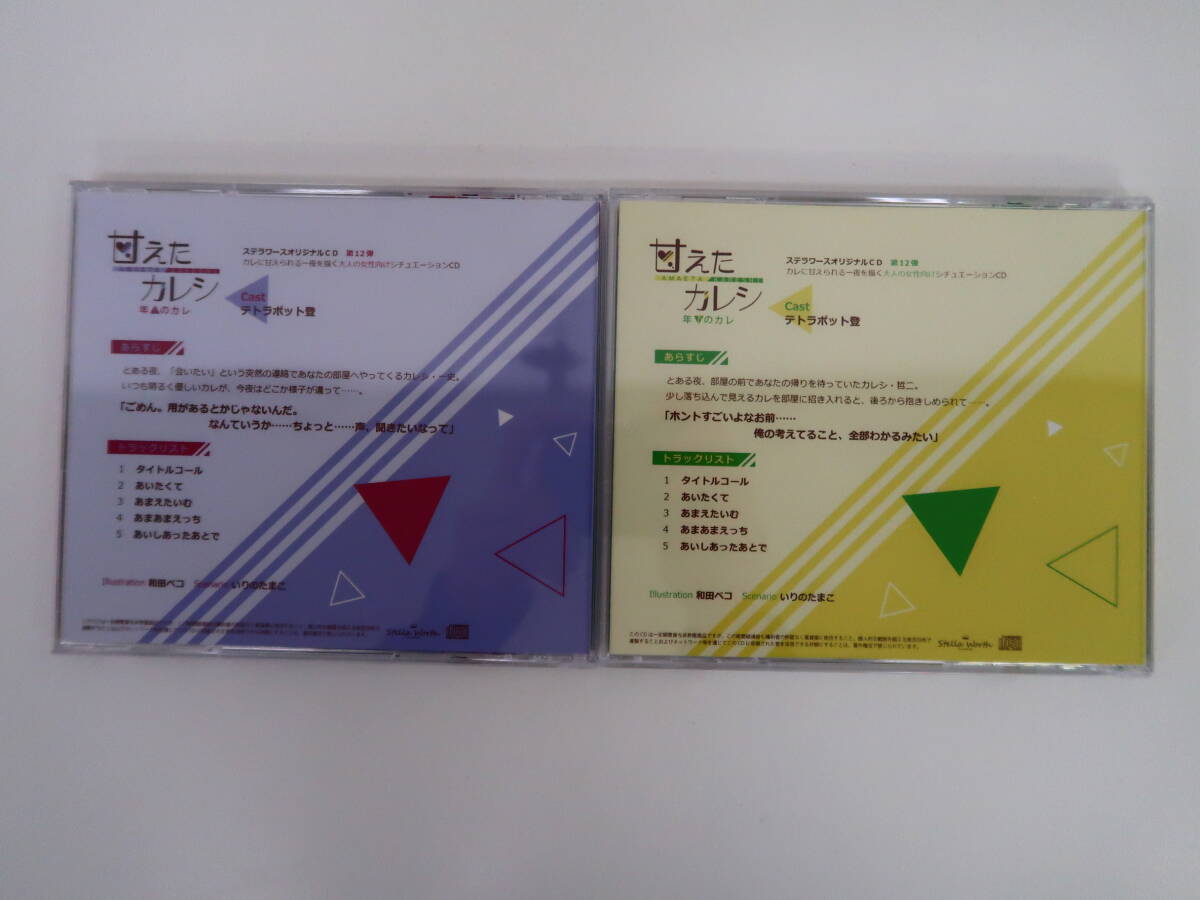 甘えた
カレシ
年▲のカレ
ステラワースオリジナルCD 第12弾
カレに甘えられる一夜を描く大人の女性向けシチュエーションCD
Cast
テトラポット登
あらすじ
とある夜、「会いたい」という突然の連絡であなたの部屋へやってくるカレシ・一史。
いつも明るく優しいカレが、今夜はどこか様子が違って……。
「ごめん。用があるとかじゃないんだ。
なんていうか……ちょっと……声、聞きたいなって」
トラックリスト
1 タイトルコール
2 あいたくて
3 あまえたいむ
4 あまあまえっち
5 あいしあったあとで
Illustration 和田ベコ Scenario いりのたまこ
Stella Worth
甘えた
AMAETA
カレシ
年▼のカレ
ステラワースオリジナルCD 第12弾
カレに甘えられる一夜を描く大人の女性向けシチュエーションCD
Cast
テトラポット登
あらすじ
とある夜、部屋の前であなたの帰りを待っていたカレシ・哲二。
少し落ち込んで見えるカレを部屋に招き入れると、後ろから抱きしめられて……。
「ホントすごいよなお前……
俺の考えてること、全部わかるみたい」
トラックリスト
1 タイトルコール
2 あいたくて
3 あまえたいむ
4 あまあまえっち
5 あいしあったあとで
Illustration 和田ベコ Scenario いりのたまこ
Stella Worth